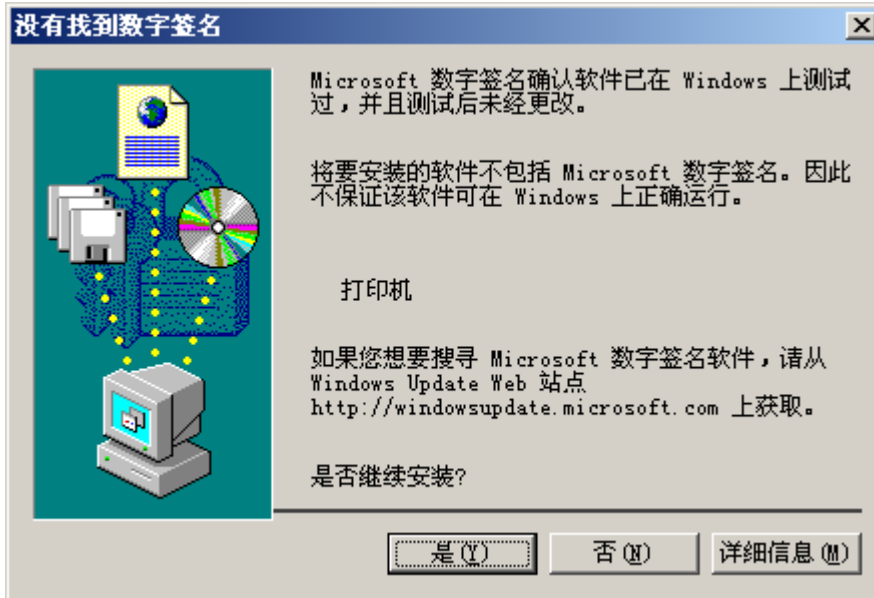 没有找到数字签名
Microsoft 数字签名确认软件已在 Windows 上测试
过，并且测试后未经更改。
将要安装的软件不包括 Microsoft 数字签名。因此
不保证该软件可在 Windows 上正确运行。
打印机
如果您想要搜寻 Microsoft 数字签名软件，请从
Windows Update Web 站点
http://windowsupdate.microsoft.com 上获取。
是否继续安装?
是(Y) 否(N) 详细信息(M)